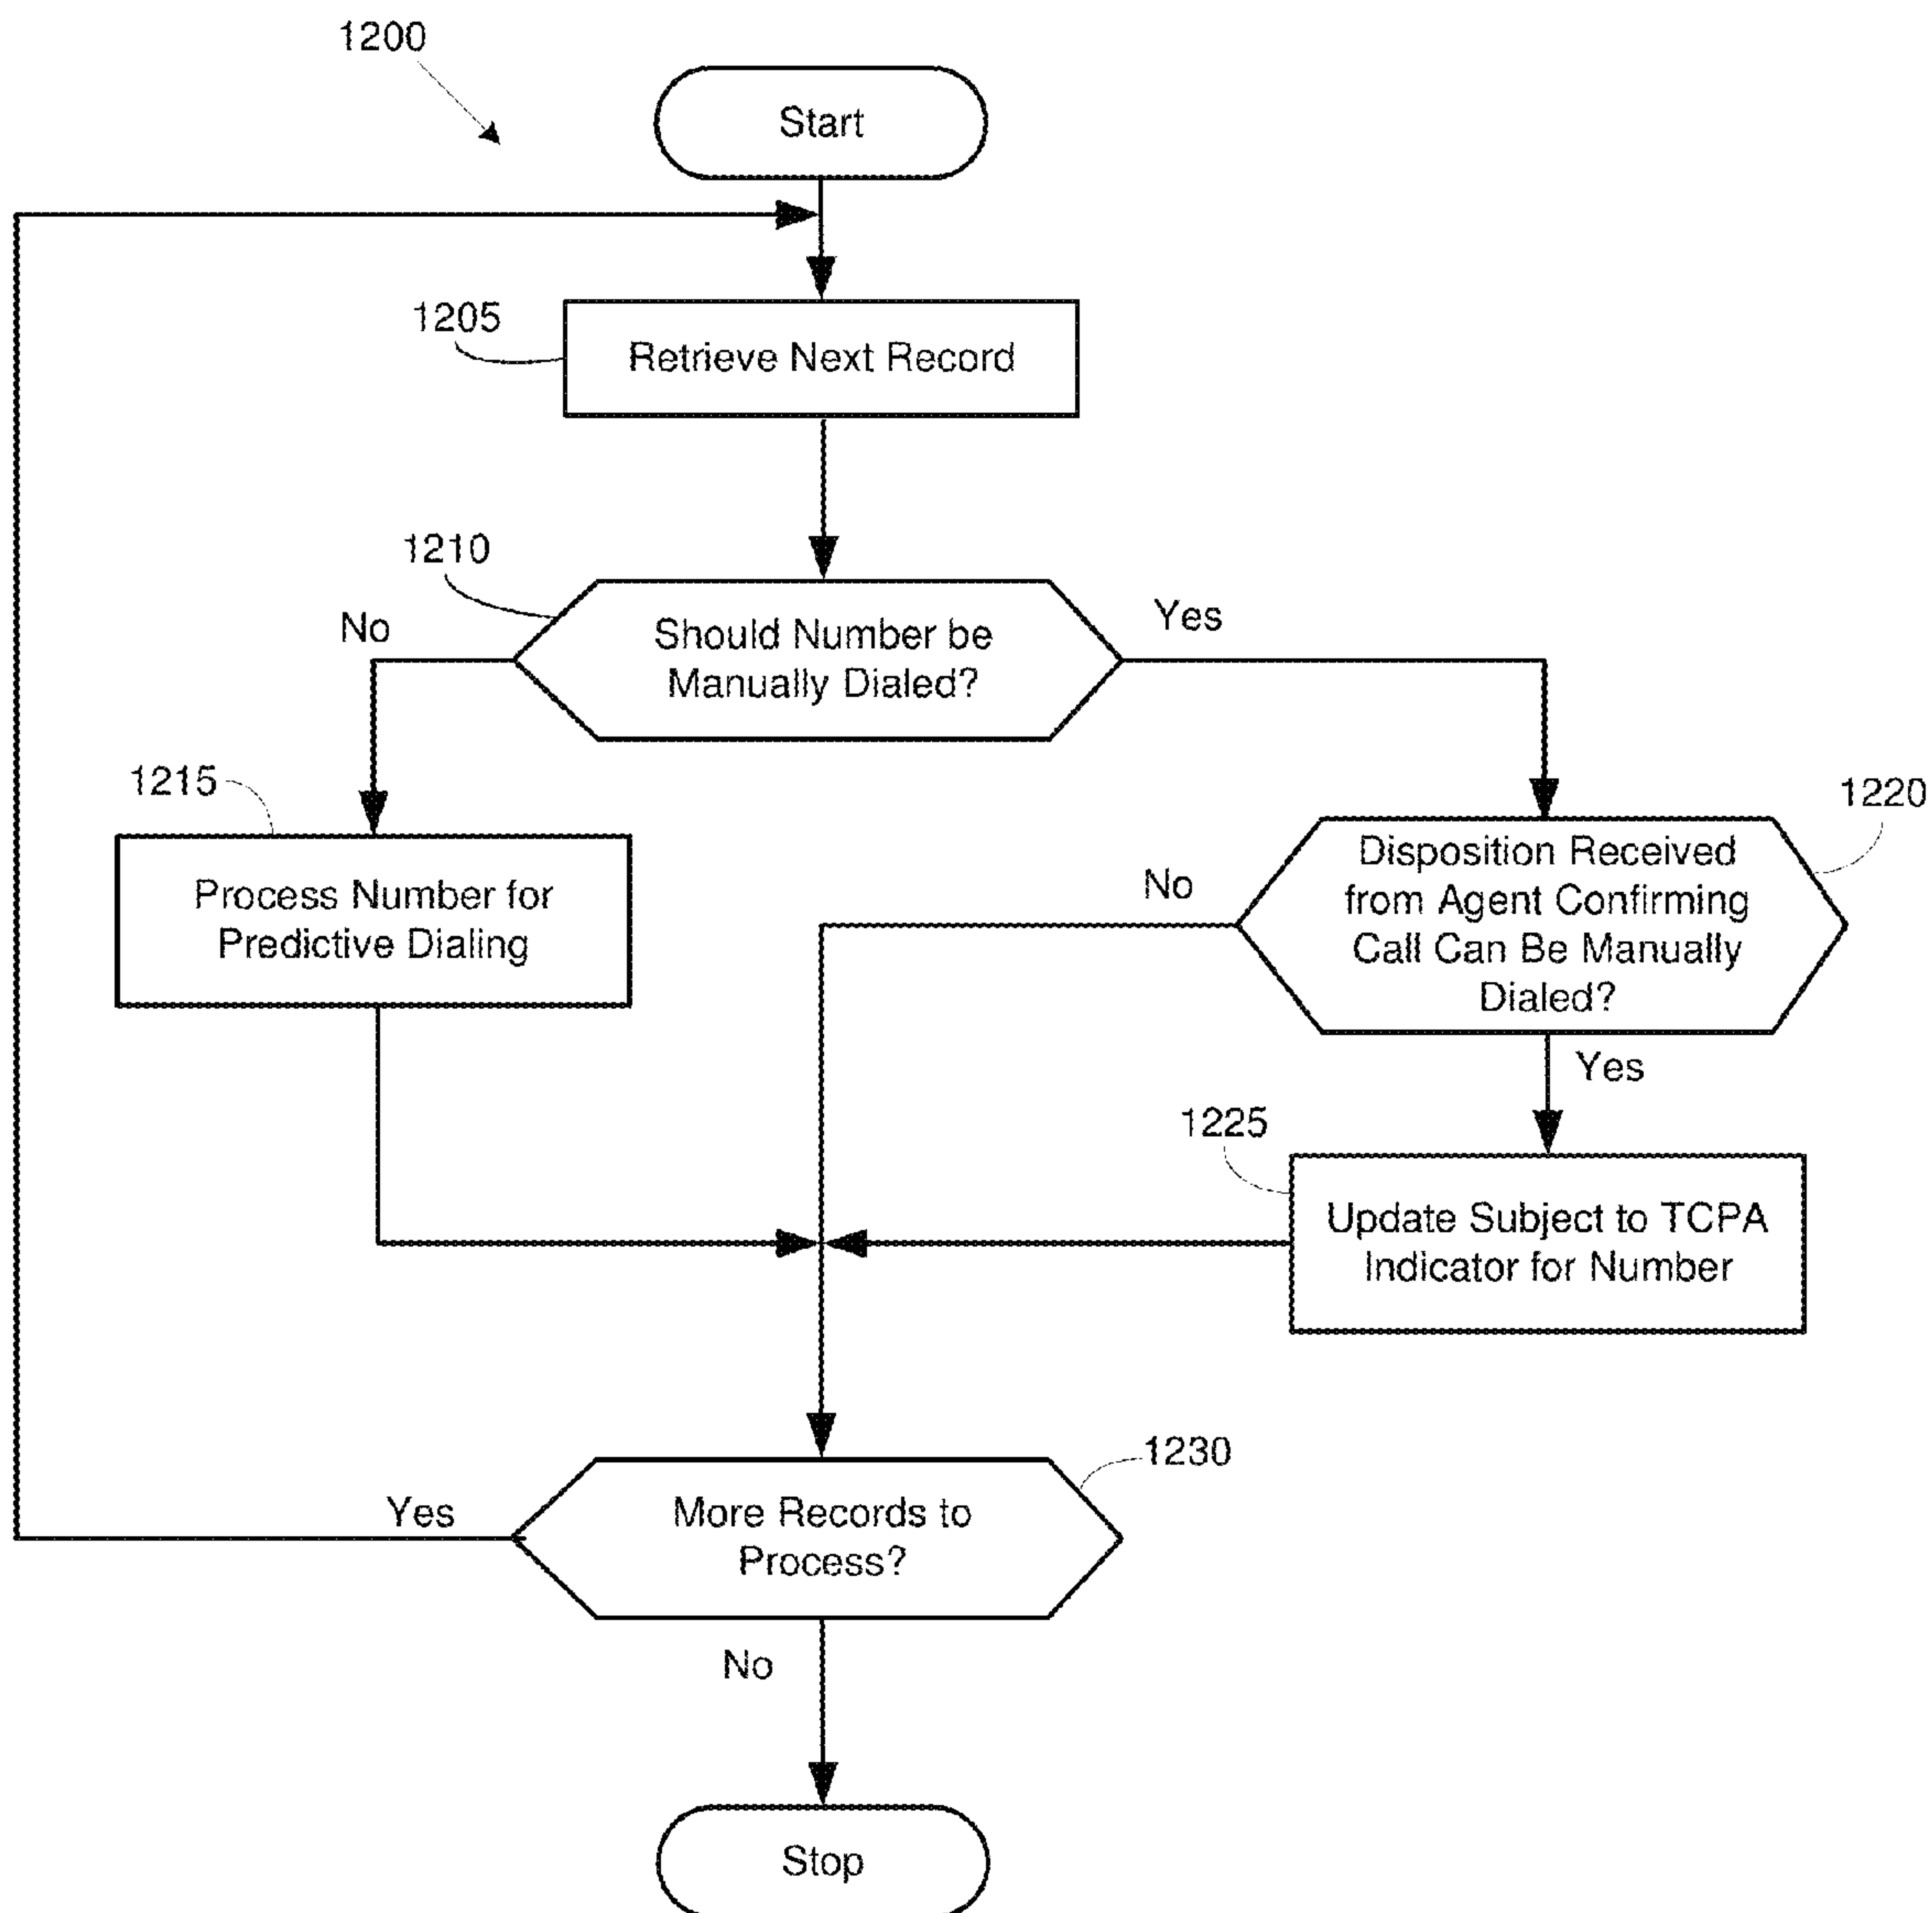 1200
Start
1205
Retrieve Next Record
1210
No
Should Number be
Manually Dialed?
Yes
1215
Process Number for
Predictive Dialing
1220
No
Disposition Received
from Agent Confirming
Call Can Be Manually
Dialed?
Yes
1225
Update Subject to TCPA
Indicator for Number
1230
Yes
More Records to
Process?
No
Stop